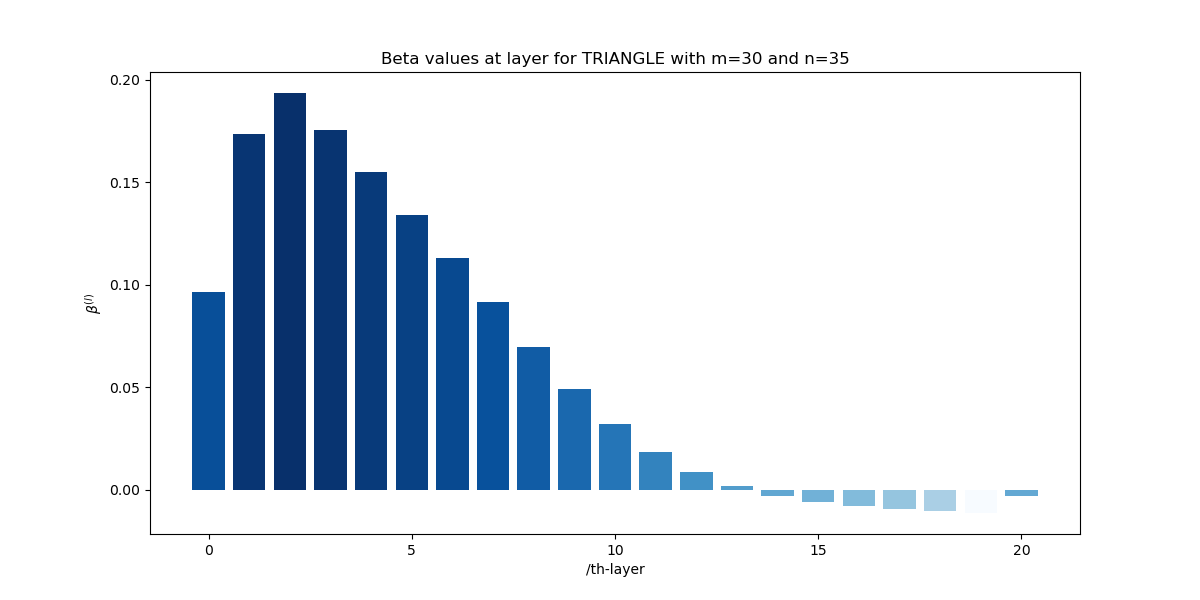 Beta values at layer for TRIANGLE with m=30 and n=35
0.20
0.15
0.10
0.05
0.00
β⁽ˡ⁾
0 5 10 15 20
/th-layer